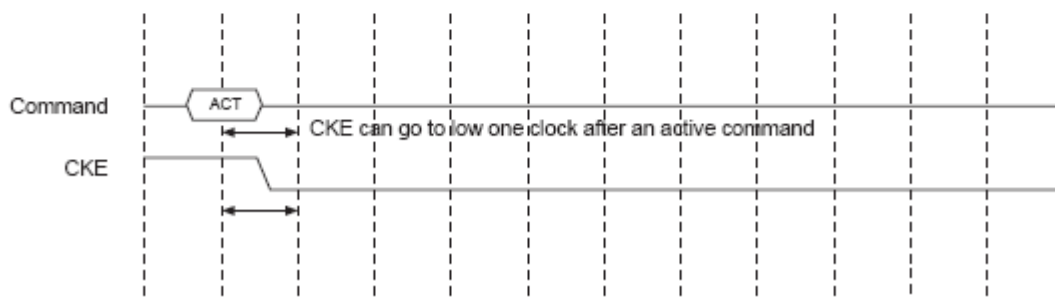 Command
ACT
CKE can go to low one clock after an active command
CKE